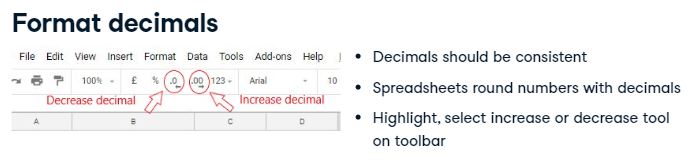 Format decimals
File Edit View Insert Format Data Tools Add-ons Help
100% £ % .0 .00 123 Arial 10
Decrease decimal Increase decimal
A B C D
• Decimals should be consistent
• Spreadsheets round numbers with decimals
• Highlight, select increase or decrease tool
on toolbar